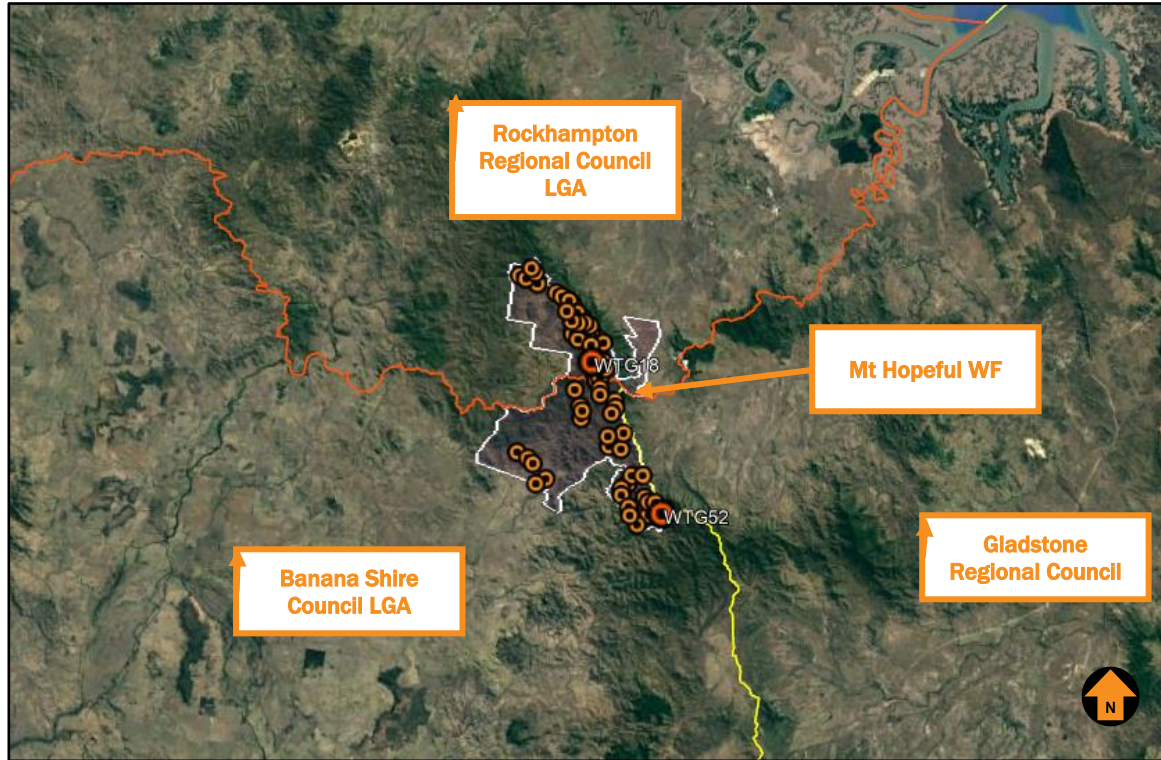 Rockhampton
Regional Council
LGA
WTG18
Mt Hopeful WF
WTG52
Gladstone
Regional Council
Banana Shire
Council LGA
N